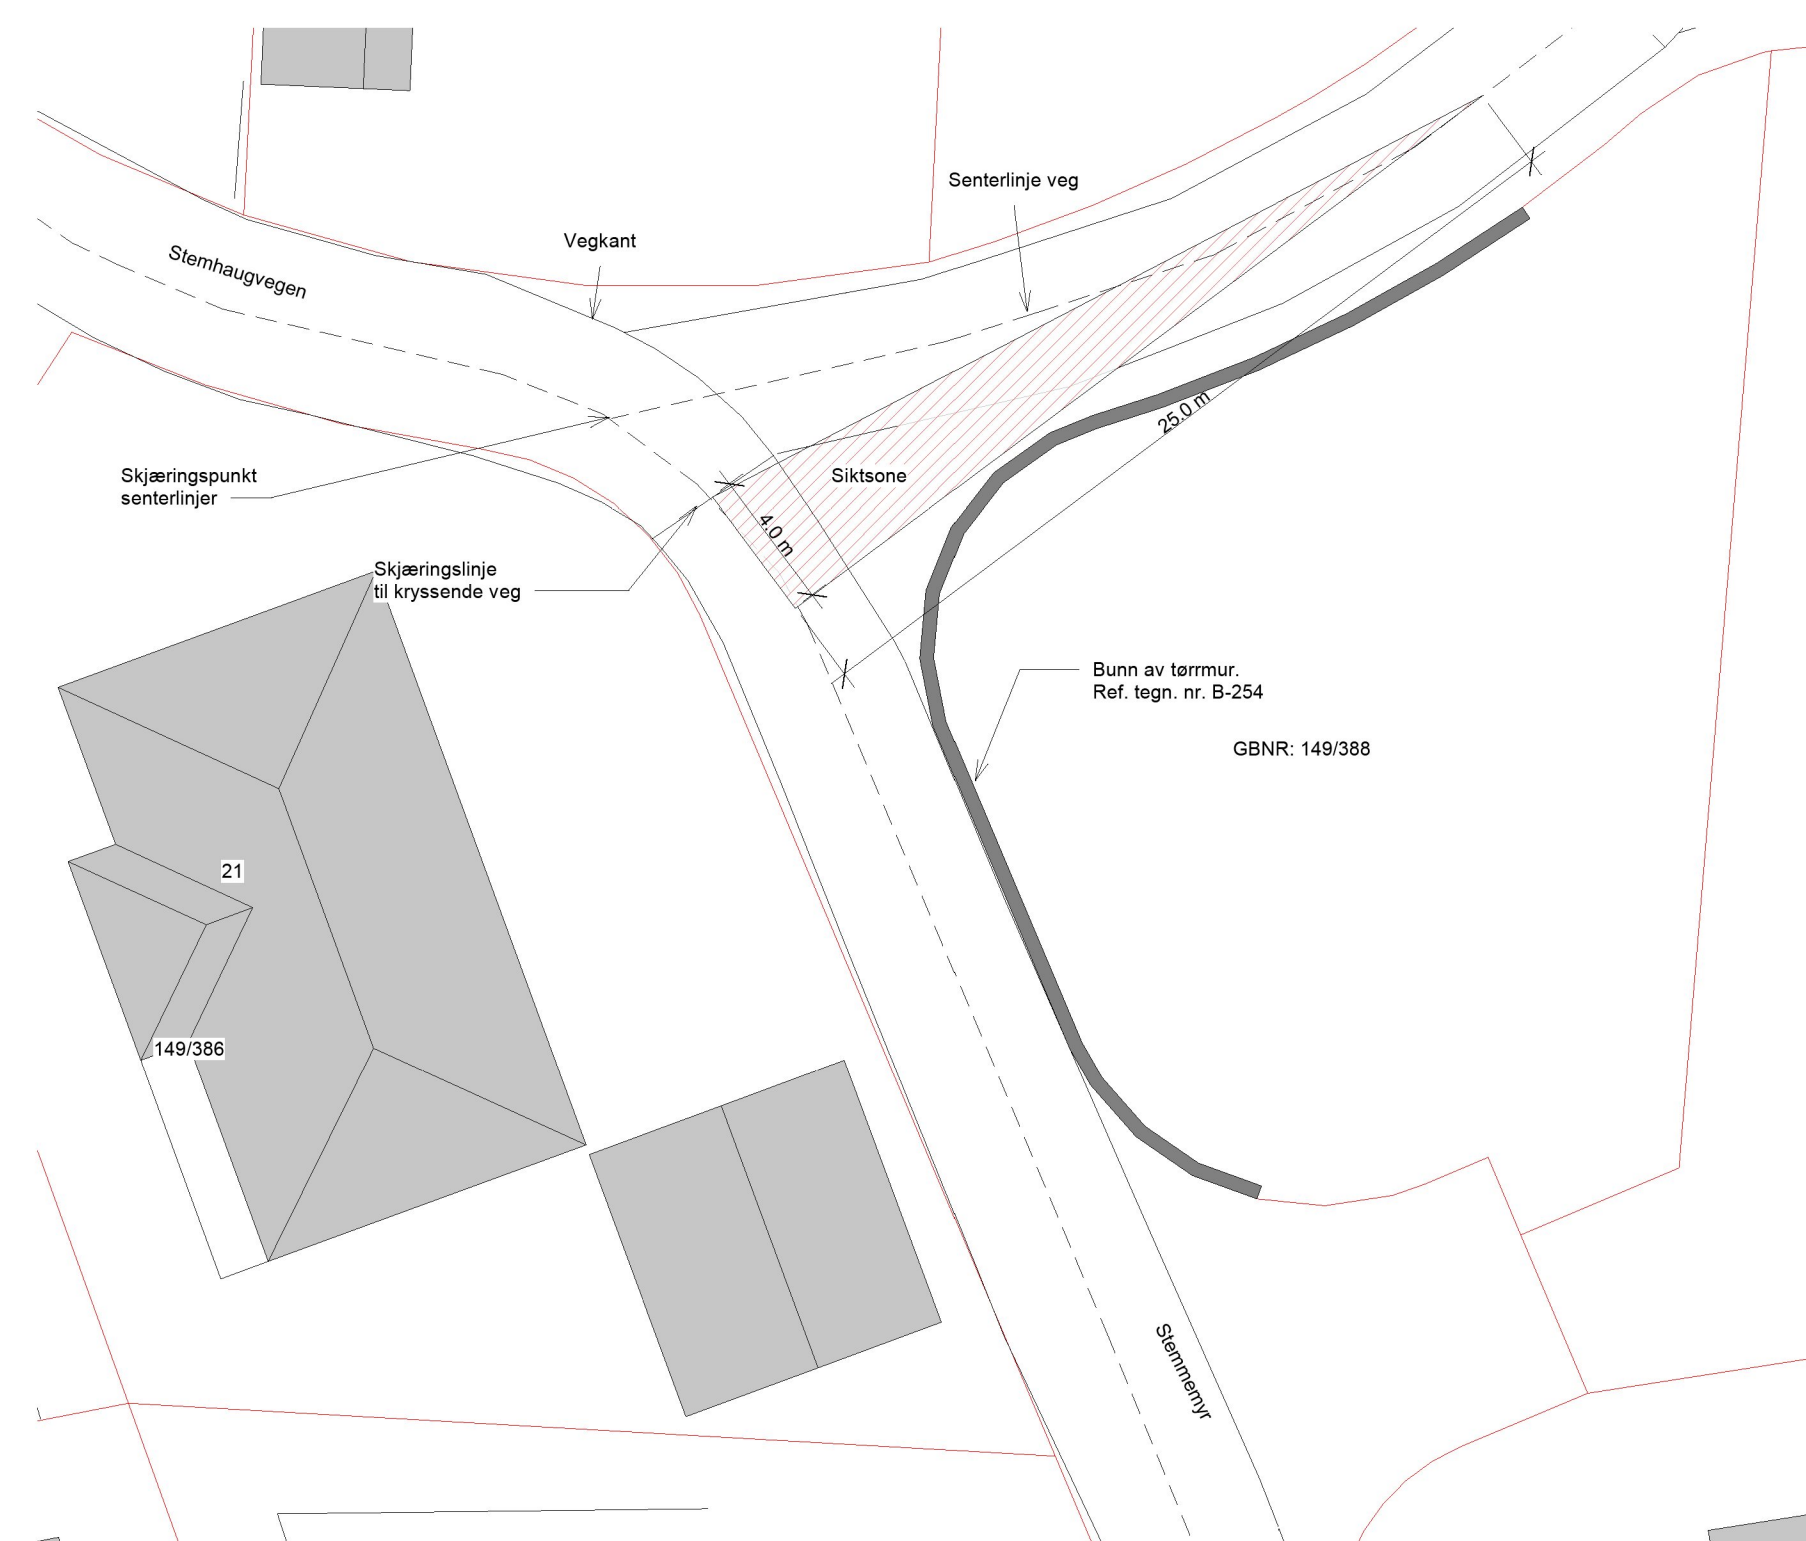 Senterlinje veg
Vegkant
Stemhaugvegen
25.0 m
Skjæringspunkt
senterlinjer
Siktsone
4.0 m
Skjæringslinje
til kryssende veg
Bunn av tørrmur.
Ref. tegn. nr. B-254
GBNR: 149/388
21
149/386
Stemmemyr